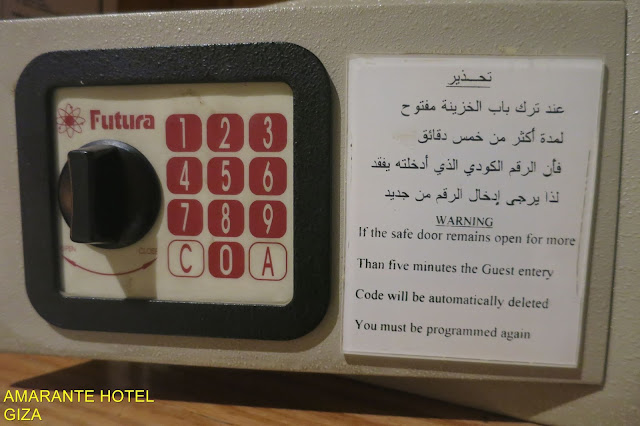 Futura
1 2 3
4 5 6
7 8 9
C 0 A
OPEN CLOSE
تحـــذير
عند ترك باب الخزينة مفتوح
لمدة أكثر من خمس دقائق
فأن الرقم الكودي الذي أدخلته يفقد
لذا يرجى إدخال الرقم من جديد
WARNING
If the safe door remains open for more
Than five minutes the Guest entery
Code will be automatically deleted
You must be programmed again
AMARANTE HOTEL
GIZA